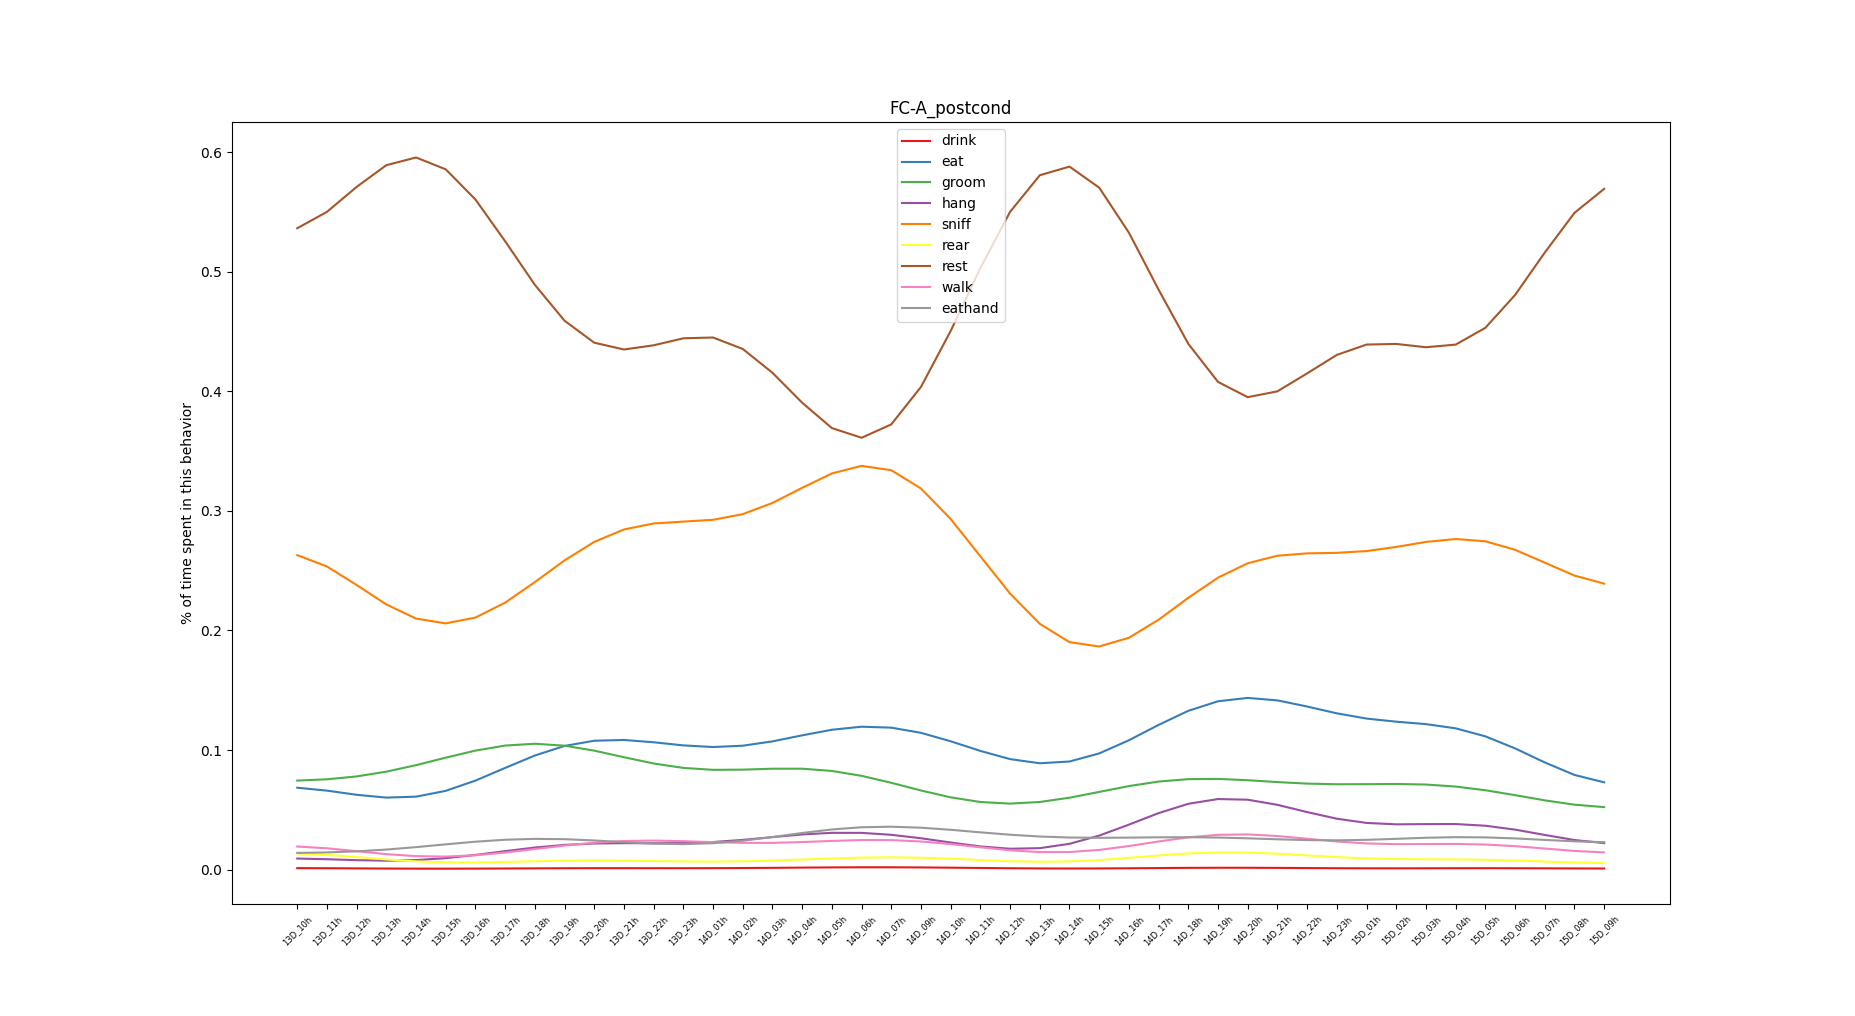 FC-A_postcond
drink
eat
groom
hang
sniff
rear
rest
walk
eathand
% of time spent in this behavior
0.6
0.5
0.4
0.3
0.2
0.1
0.0
13D_10h 13D_11h 13D_12h 13D_13h 13D_14h 13D_15h 13D_16h 13D_17h 13D_18h 13D_19h 13D_20h 13D_21h 13D_22h 13D_23h 14D_01h 14D_02h 14D_03h 14D_04h 14D_05h 14D_06h 14D_07h 14D_09h 14D_10h 14D_11h 14D_12h 14D_13h 14D_14h 14D_15h 14D_16h 14D_17h 14D_18h 14D_19h 14D_20h 14D_21h 14D_22h 14D_23h 15D_01h 15D_02h 15D_03h 15D_04h 15D_05h 15D_06h 15D_07h 15D_08h 15D_09h